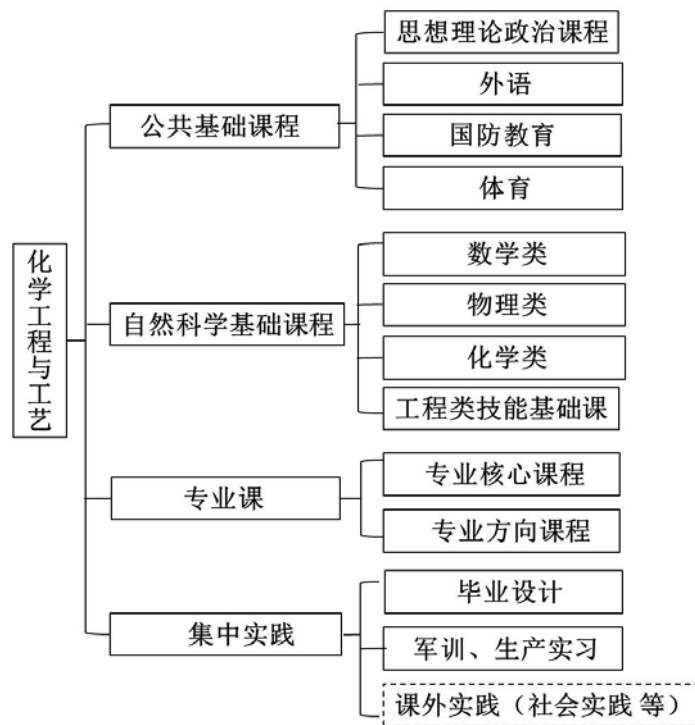 化学工程与工艺
公共基础课程
思想理论政治课程
外语
国防教育
体育
自然科学基础课程
数学类
物理类
化学类
工程类技能基础课
专业课
专业核心课程
专业方向课程
集中实践
毕业设计
军训、生产实习
课外实践（社会实践 等）